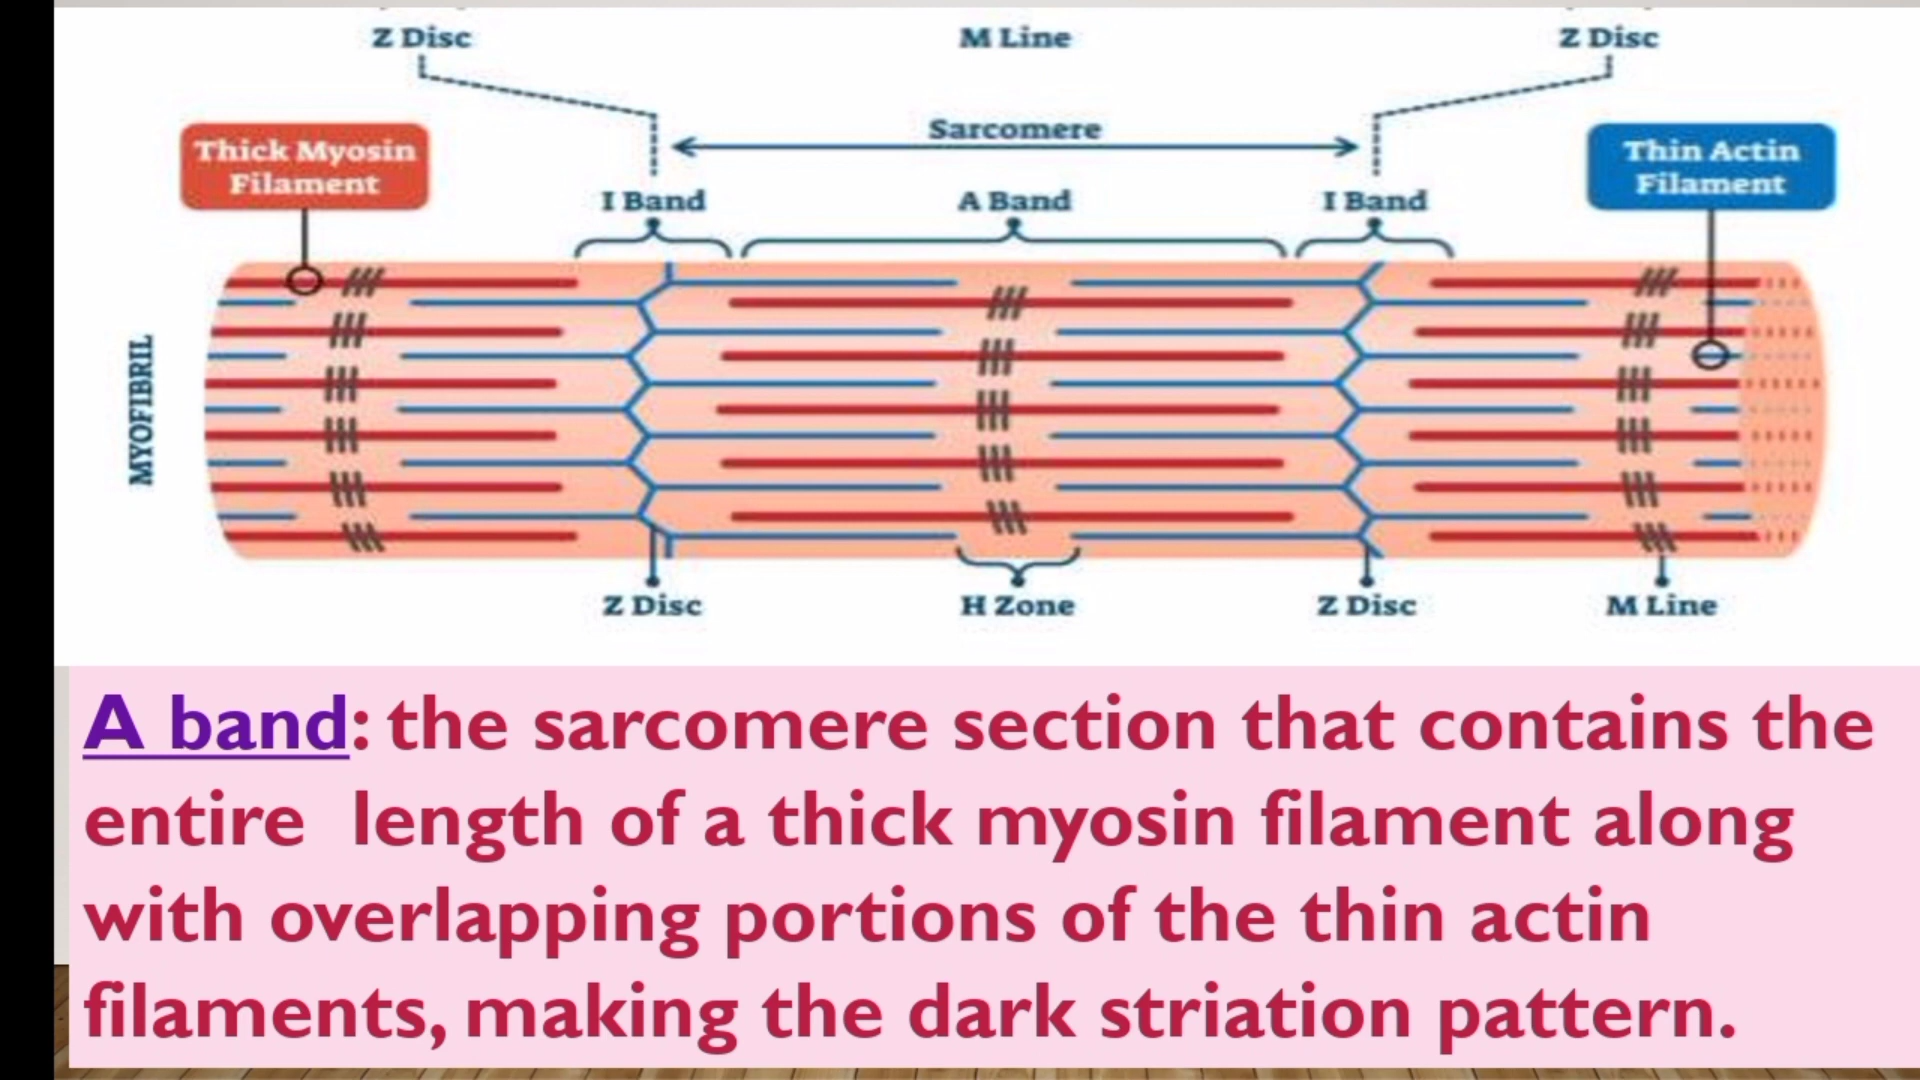 Z Disc
M Line
Z Disc
Sarcomere
Thick Myosin
Filament
Thin Actin
Filament
I Band
A Band
I Band
MYOFIBRIL
Z Disc
H Zone
Z Disc
M Line
A band: the sarcomere section that contains the
entire length of a thick myosin filament along
with overlapping portions of the thin actin
filaments, making the dark striation pattern.